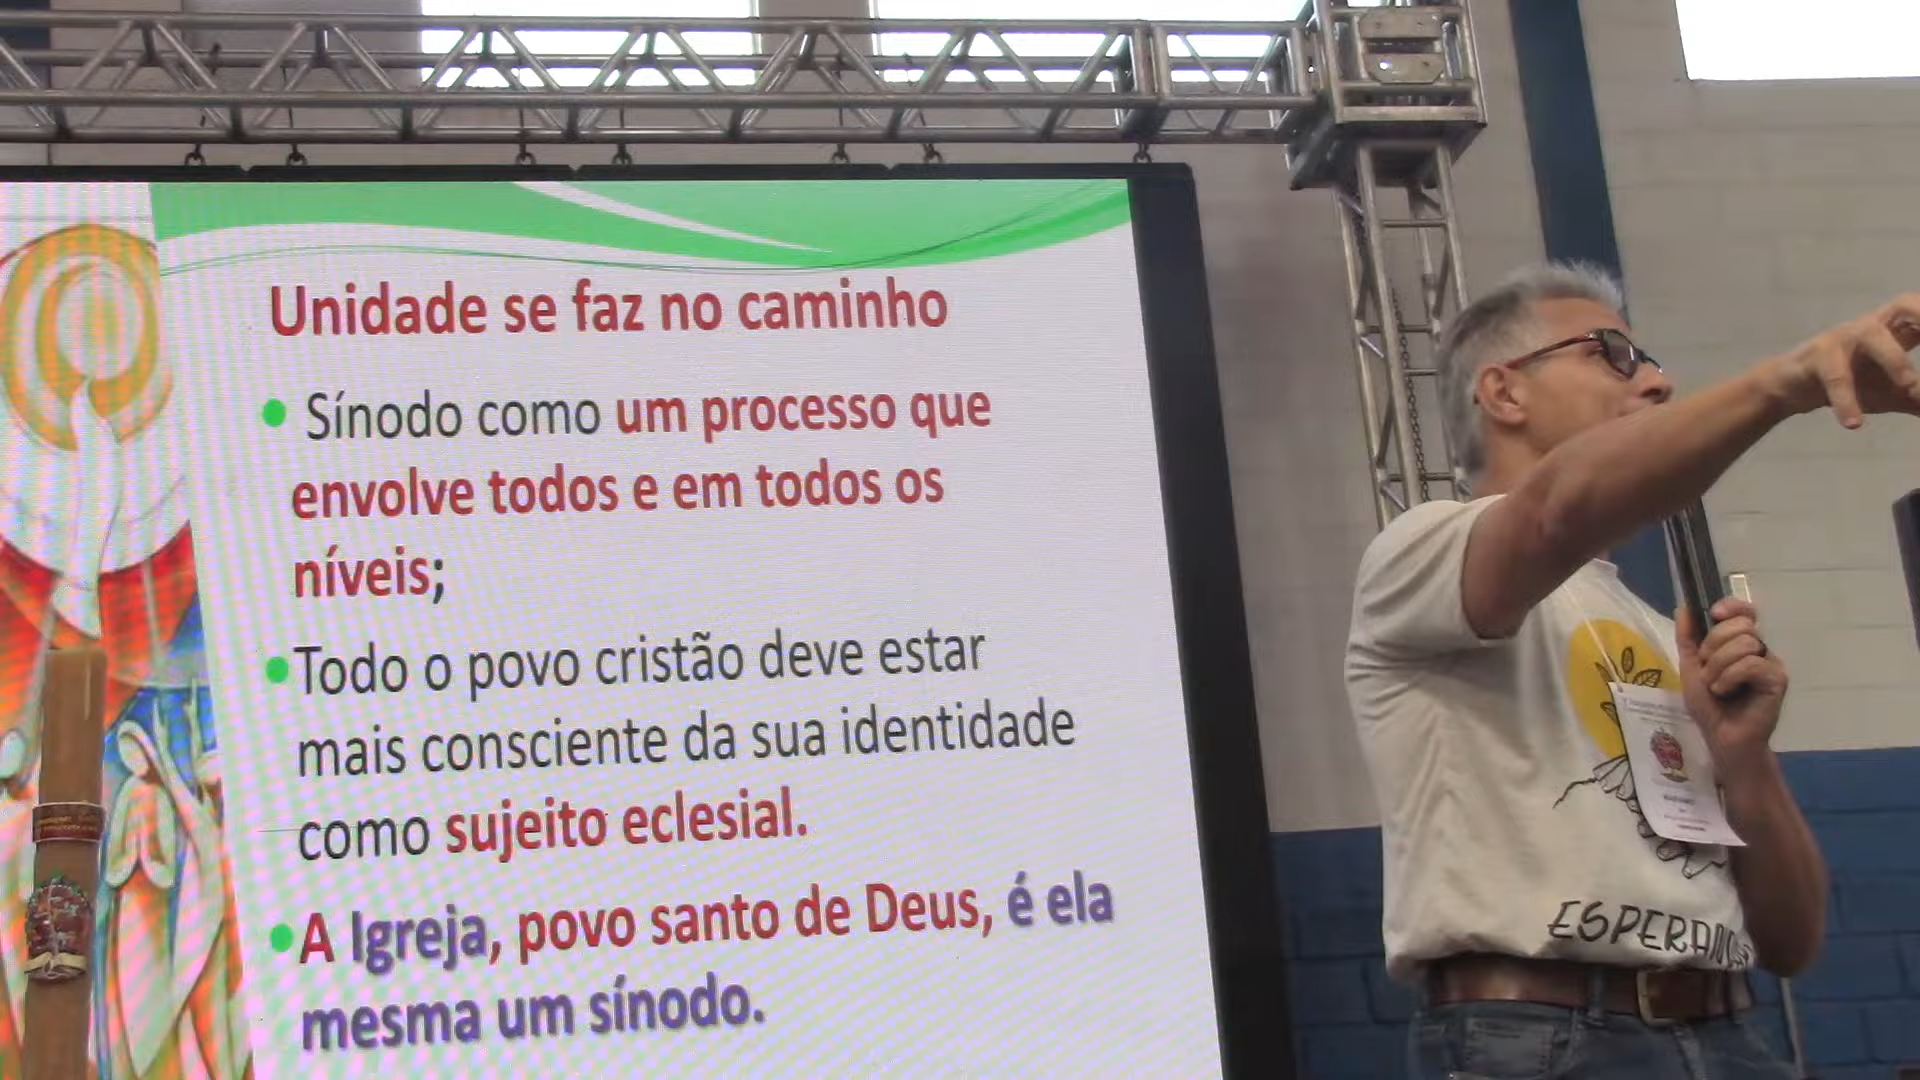 Unidade se faz no caminho
Sínodo como um processo que
envolve todos e em todos os
níveis;
Todo o povo cristão deve estar
mais consciente da sua identidade
como sujeito eclesial.
A Igreja, povo santo de Deus, é ela
mesma um sínodo.